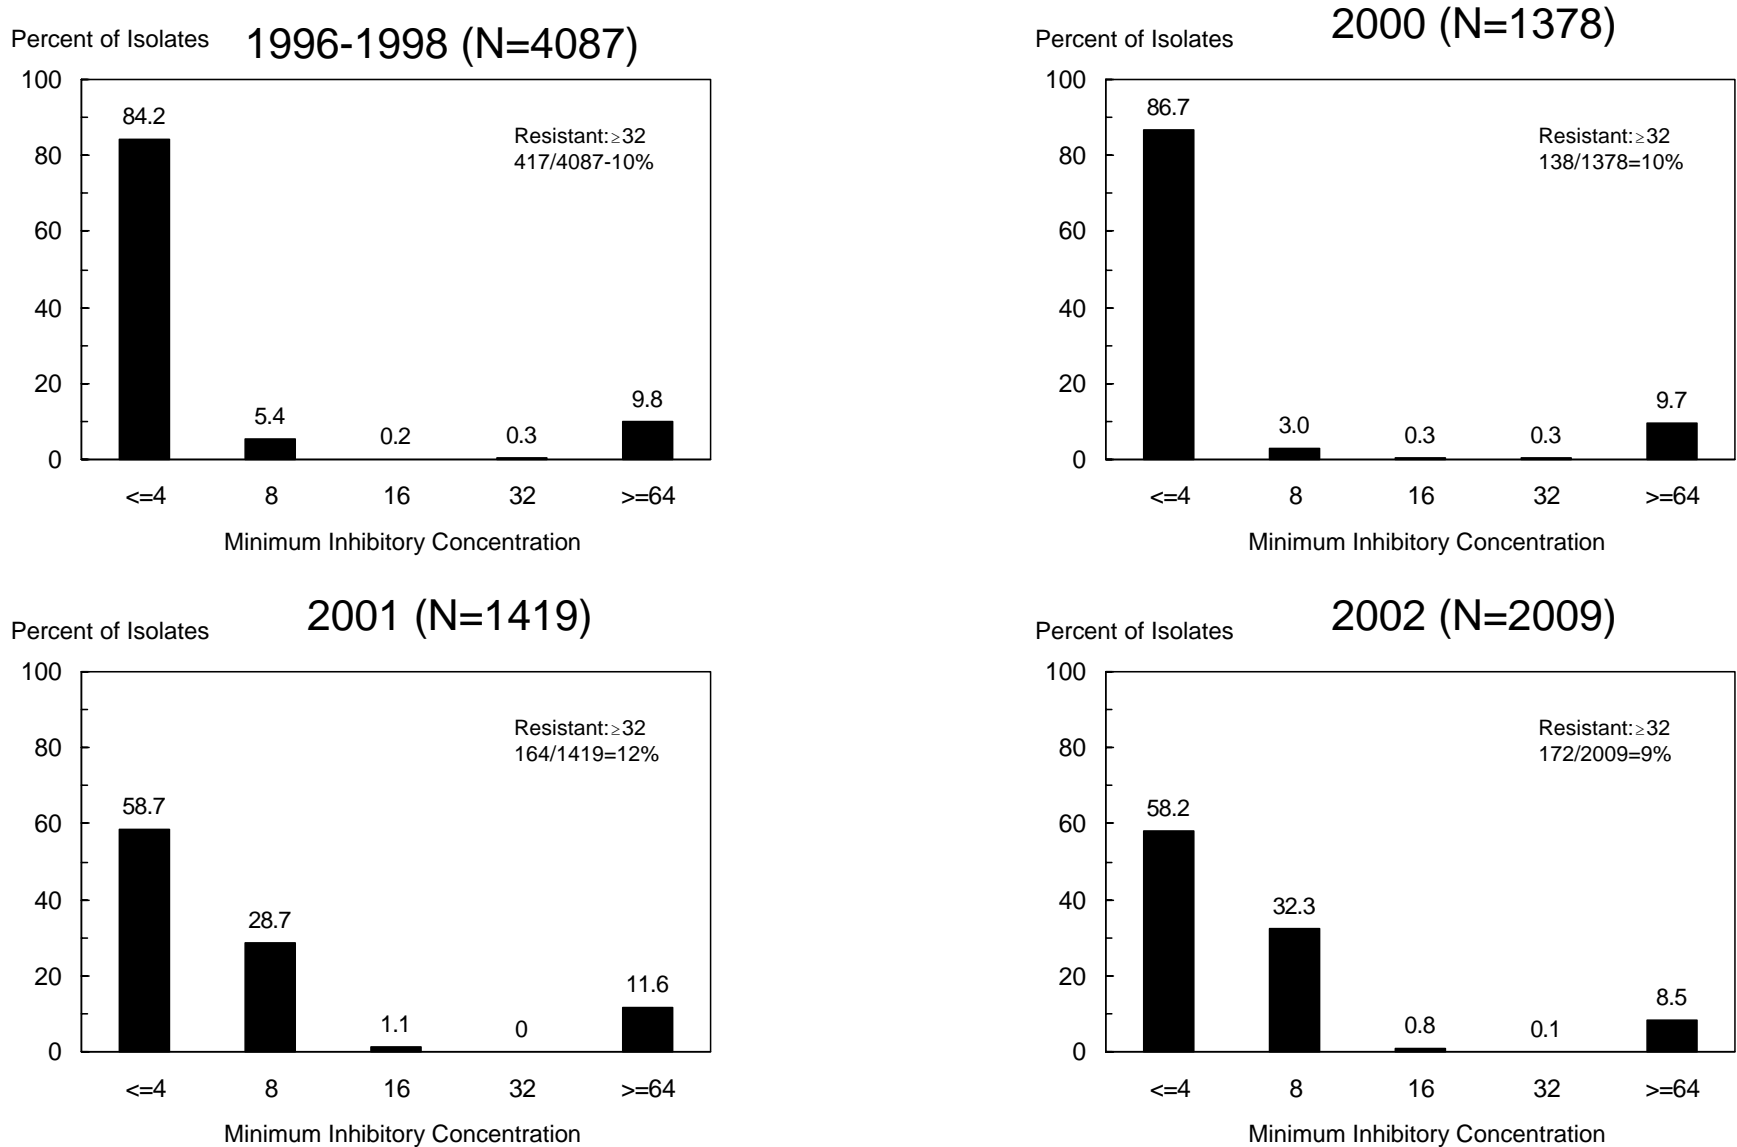 Percent of Isolates
1996-1998 (N=4087)
100
80
60
40
20
0
84.2
5.4
0.2
0.3
9.8
Resistant:≥32
417/4087-10%
<=4 8 16 32 >=64
Minimum Inhibitory Concentration
Percent of Isolates
2000 (N=1378)
100
80
60
40
20
0
86.7
3.0
0.3
0.3
9.7
Resistant:≥32
138/1378=10%
<=4 8 16 32 >=64
Minimum Inhibitory Concentration
Percent of Isolates
2001 (N=1419)
100
80
60
40
20
0
58.7
28.7
1.1
0
11.6
Resistant:≥32
164/1419=12%
<=4 8 16 32 >=64
Minimum Inhibitory Concentration
Percent of Isolates
2002 (N=2009)
100
80
60
40
20
0
58.2
32.3
0.8
0.1
8.5
Resistant:≥32
172/2009=9%
<=4 8 16 32 >=64
Minimum Inhibitory Concentration